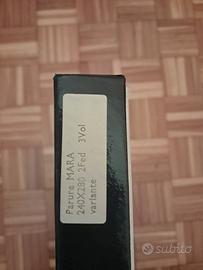 Parure MARA
240X280 2Fed 3Vol
variante
subito